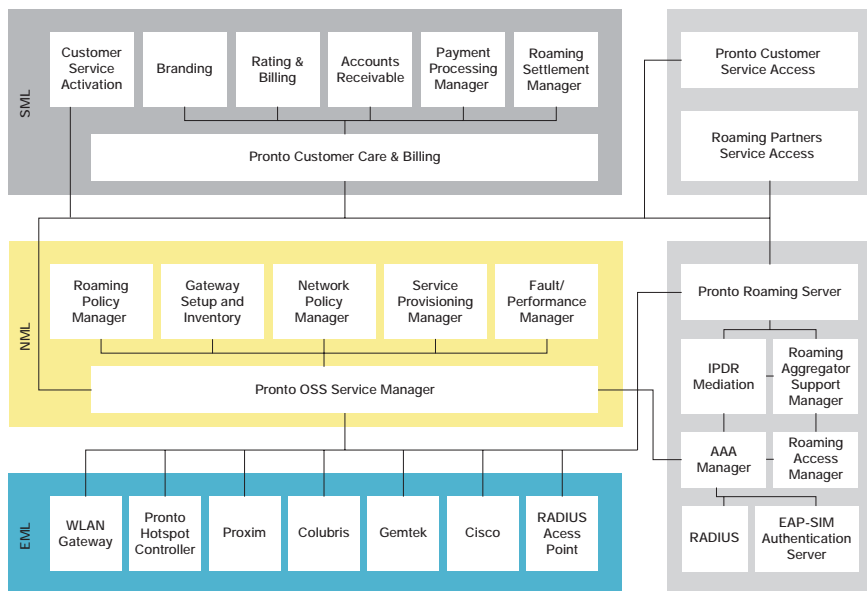 SML
Customer
Service
Activation
Branding
Rating &
Billing
Accounts
Receivable
Payment
Processing
Manager
Roaming
Settlement
Manager
Pronto Customer Care & Billing
Pronto Customer
Service Access
Roaming Partners
Service Access
NML
Roaming
Policy
Manager
Gateway
Setup and
Inventory
Network
Policy
Manager
Service
Provisioning
Manager
Fault/
Performance
Manager
Pronto OSS Service Manager
Pronto Roaming Server
IPDR
Mediation
Roaming
Aggregator
Support
Manager
AAA
Manager
Roaming
Access
Manager
RADIUS
EAP-SIM
Authentication
Server
EML
WLAN
Gateway
Pronto
Hotspot
Controller
Proxim
Colubris
Gemtek
Cisco
RADIUS
Acess
Point